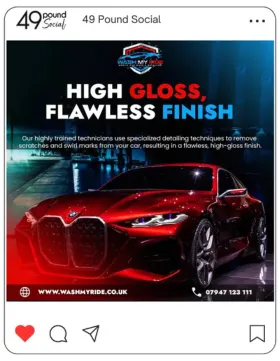 49 pound Social
49 Pound Social
WASH MY Ride
HIGH GLOSS,
FLAWLESS FINISH
Our highly trained technicians use specialized detailing techniques to remove
scratches and swirl marks from your car, resulting in a flawless, high-gloss finish.
WWW.WASHMYRIDE.CO.UK
07947 123 111